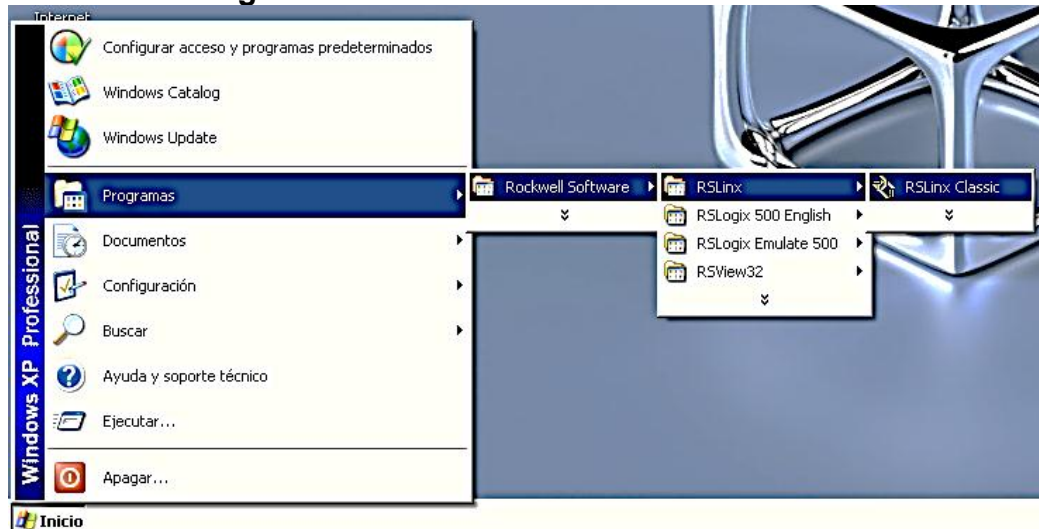 Internet
Configurar acceso y programas predeterminados
Windows Catalog
Windows Update
Programas
Rockwell Software
RSLinx
RSLinx Classic
RSLogix 500 English
RSLogix Emulate 500
RSView32
Documentos
Configuración
Buscar
Ayuda y soporte técnico
Ejecutar...
Apagar...
Windows XP Professional
Inicio